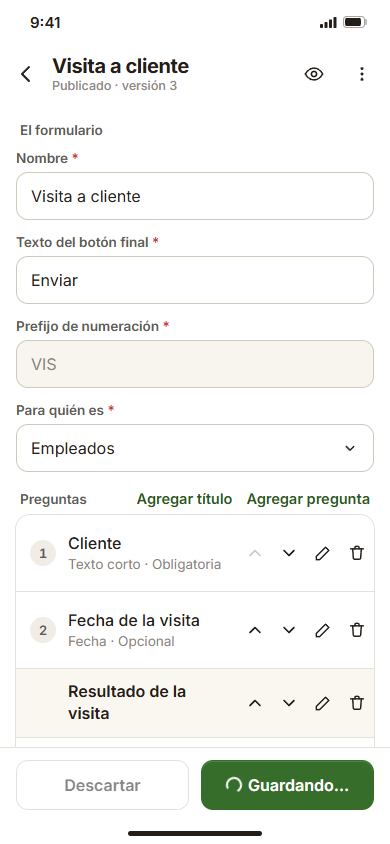 9:41
Visita a cliente
Publicado · versión 3
El formulario
Nombre *
Visita a cliente
Texto del botón final *
Enviar
Prefijo de numeración *
VIS
Para quién es *
Empleados
Preguntas Agregar título Agregar pregunta
1 Cliente
Texto corto · Obligatoria
2 Fecha de la visita
Fecha · Opcional
Resultado de la
visita
Descartar Guardando...